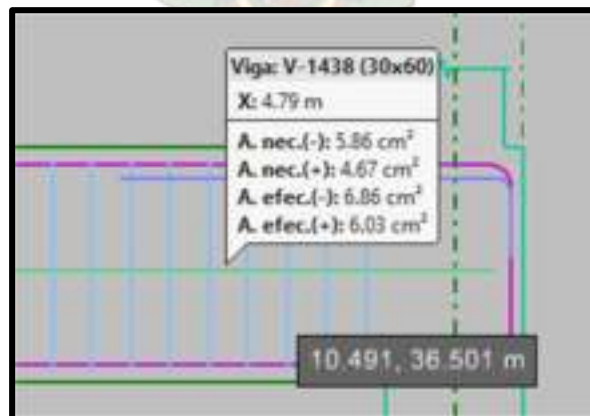 Viga: V-1438 (30x60)
X: 4.79 m
A. nec.(-): 5.86 cm²
A. nec.(+): 4.67 cm²
A. efec.(-): 6.86 cm²
A. efec.(+): 6.03 cm²
10.491, 36.501 m